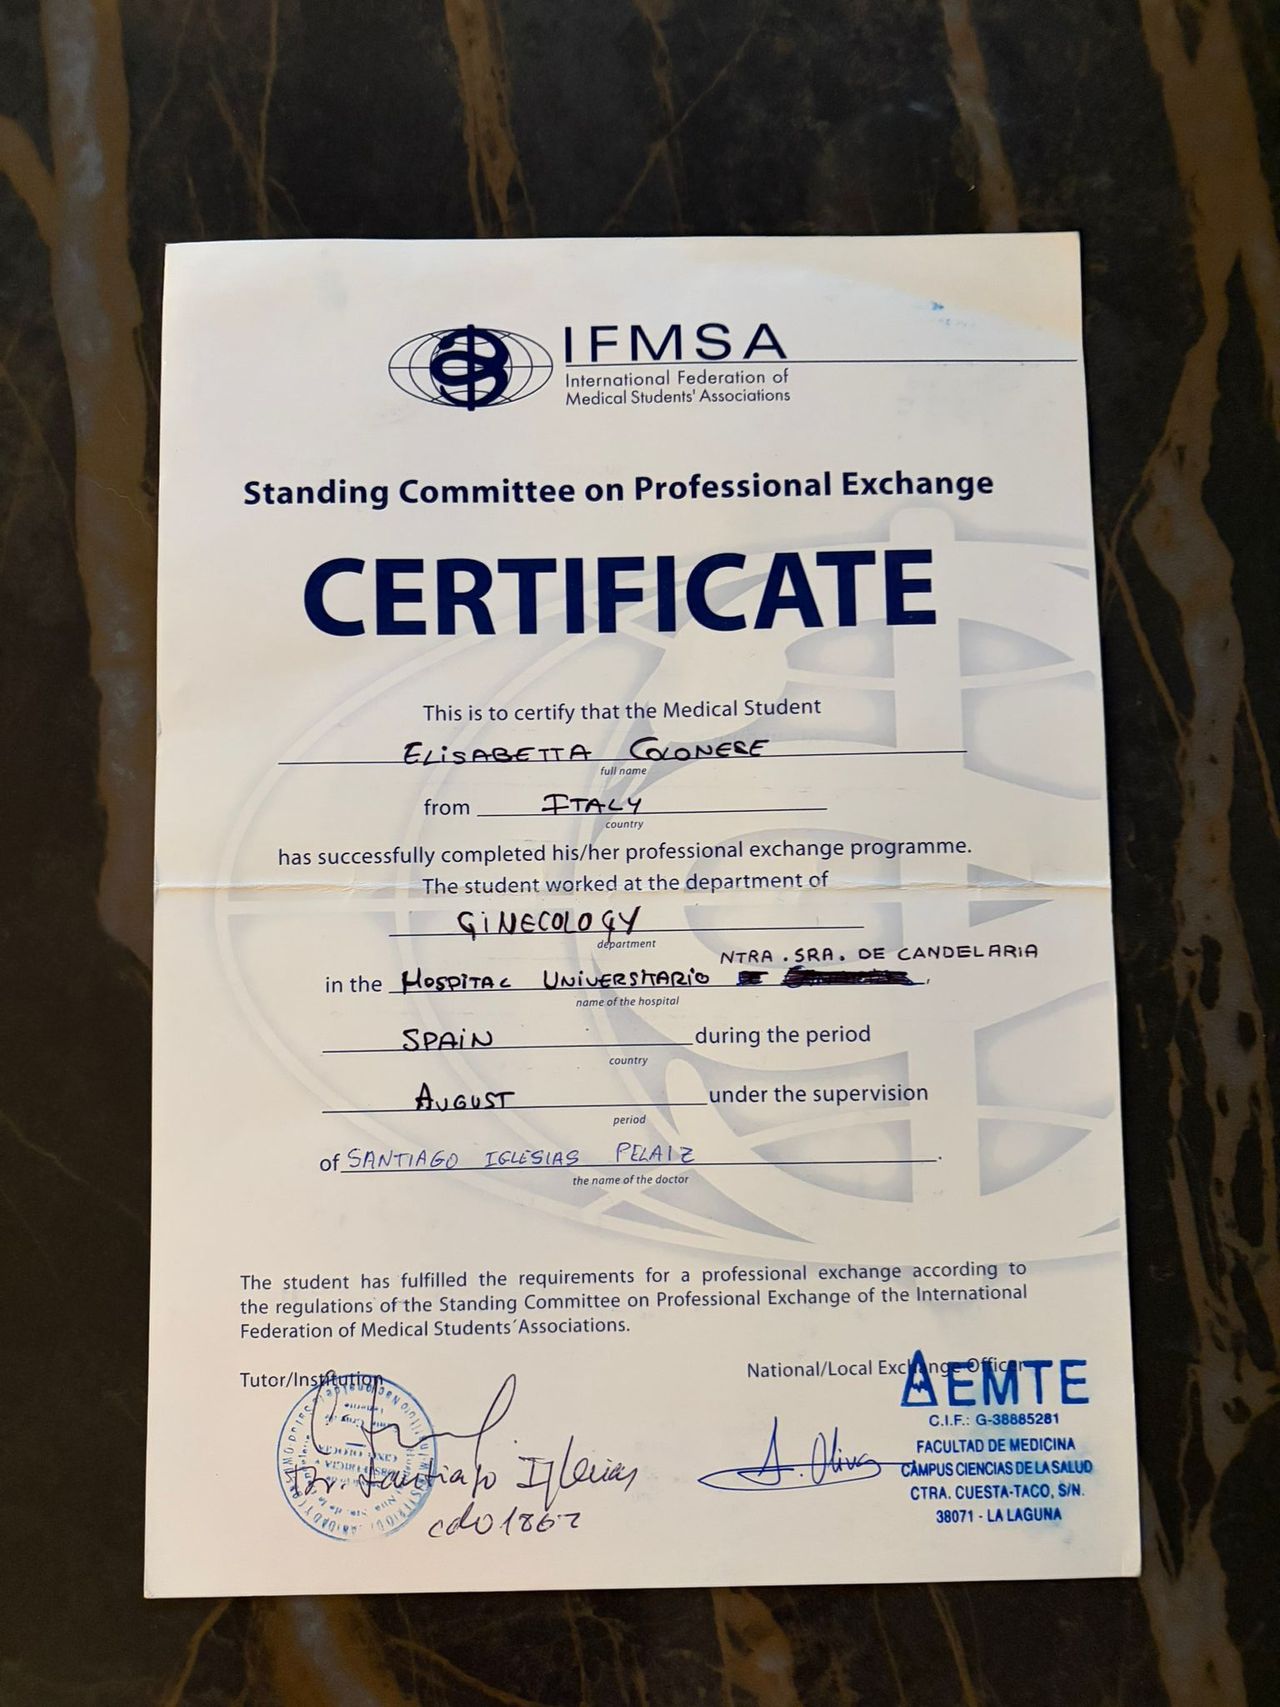 IFMSA
International Federation of
Medical Students' Associations
Standing Committee on Professional Exchange
CERTIFICATE
This is to certify that the Medical Student
ELISABETTA COLONESE
full name
from ITALY
country
has successfully completed his/her professional exchange programme.
The student worked at the department of
GINECOLOGY
department
NTRA. SRA. DE CANDELARIA
in the HOSPITAL UNIVERSITARIO
name of the hospital
SPAIN during the period
country
AUGUST under the supervision
period
of SANTIAGO IGLESIAS PELAIZ.
the name of the doctor
The student has fulfilled the requirements for a professional exchange according to
the regulations of the Standing Committee on Professional Exchange of the International
Federation of Medical Students´Associations.
Tutor/Institution
National/Local Exchange Officer
AEMTE
C.I.F.: G-38885281
FACULTAD DE MEDICINA
CAMPUS CIENCIAS DE LA SALUD
CTRA. CUESTA-TACO, S/N.
38071 - LA LAGUNA
Dr. Santiago Iglesias
A. Oliva